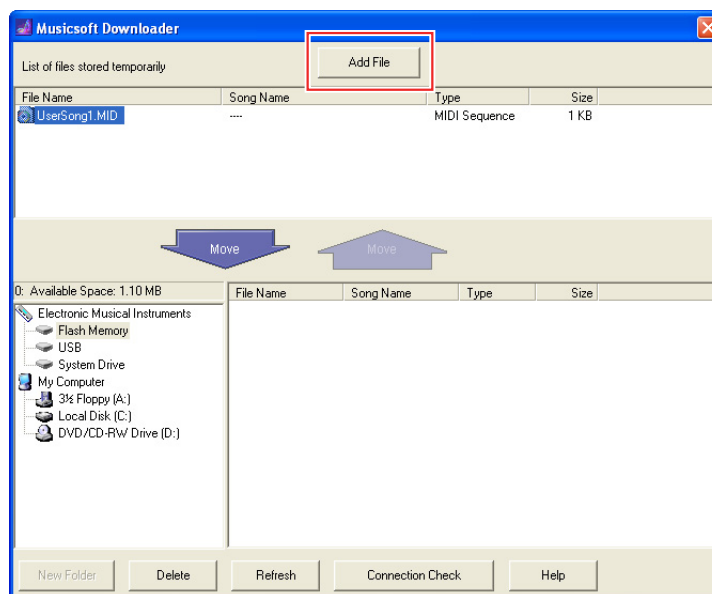 Musicsoft Downloader
List of files stored temporarily
Add File
File Name Song Name Type Size
UserSong1.MID ---- MIDI Sequence 1 KB
Move Move
0: Available Space: 1.10 MB
File Name Song Name Type Size
Electronic Musical Instruments
Flash Memory
USB
System Drive
My Computer
3½ Floppy (A:)
Local Disk (C:)
DVD/CD-RW Drive (D:)
New Folder Delete Refresh Connection Check Help